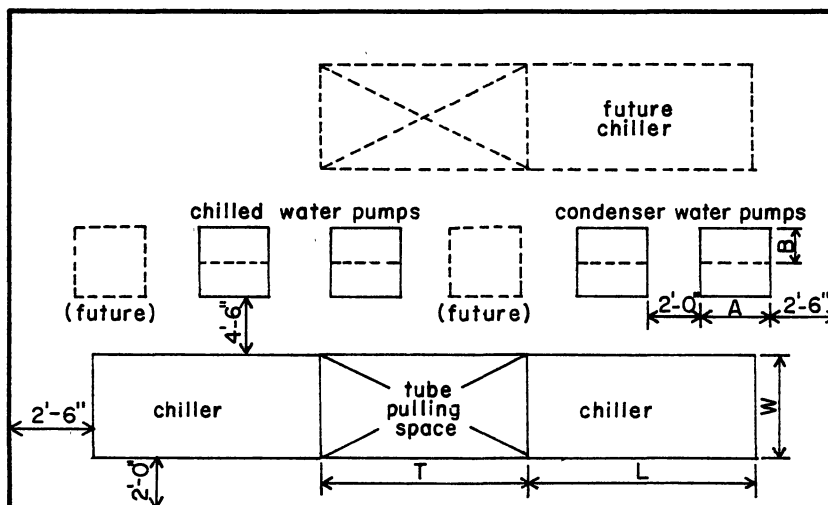 future
chiller
chilled water pumps
condenser water pumps
B
(future)
(future)
4'-6"
2'-0"
A
2'-6"
2'-6"
chiller
tube
pulling
space
chiller
W
2'-0"
T
L